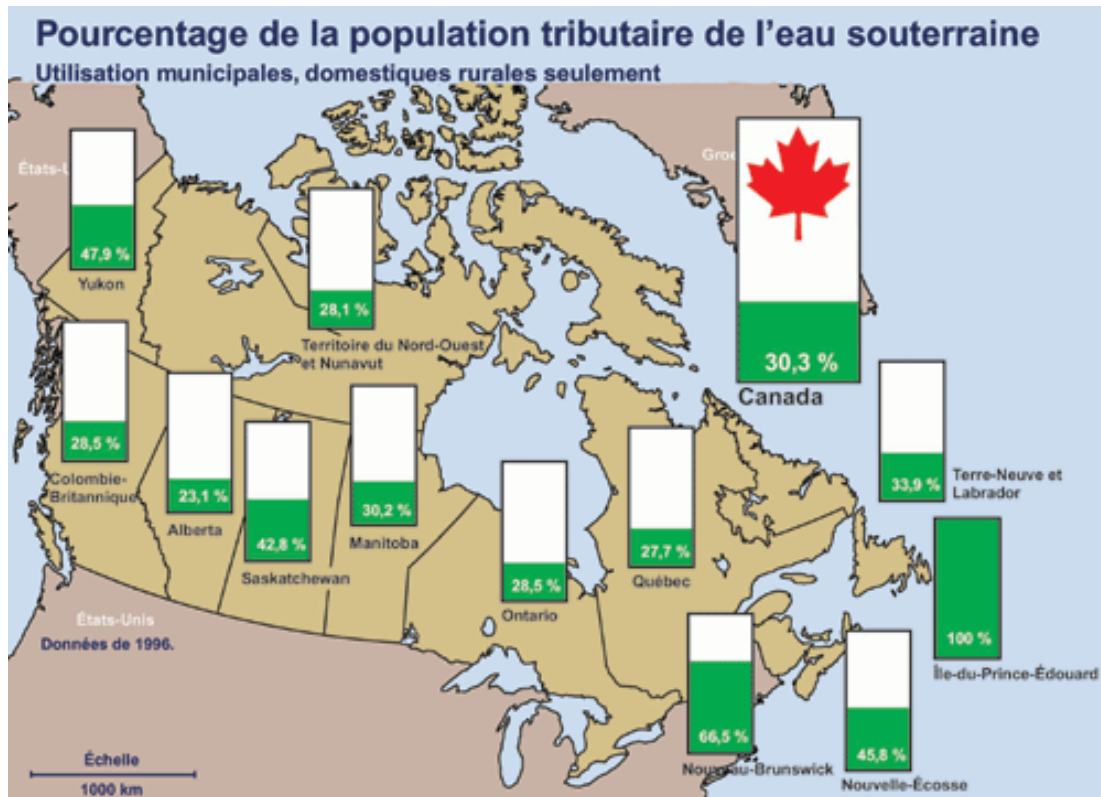 Pourcentage de la population tributaire de l'eau souterraine
Utilisation municipales, domestiques rurales seulement
États-U
Groe
47,9 %
Yukon
28,1 %
Territoire du Nord-Ouest
et Nunavut
30,3 %
Canada
28,5 %
Colombie-
Britannique
23,1 %
Alberta
42,8 %
Saskatchewan
30,2 %
Manitoba
28,5 %
Ontario
27,7 %
Québec
33,9 %
Terre-Neuve et
Labrador
100 %
Île-du-Prince-Édouard
66,5 %
Nouveau-Brunswick
45,8 %
Nouvelle-Écosse
États-Unis
Données de 1996.
Échelle
1000 km